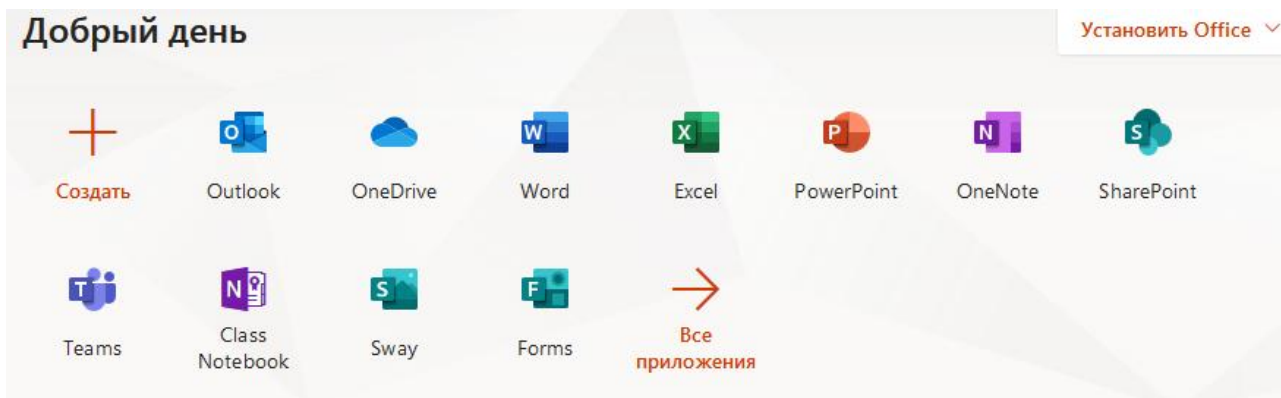 Добрый день
Установить Office
Создать
Outlook
OneDrive
Word
Excel
PowerPoint
OneNote
SharePoint
Teams
Class
Notebook
Sway
Forms
Все
приложения